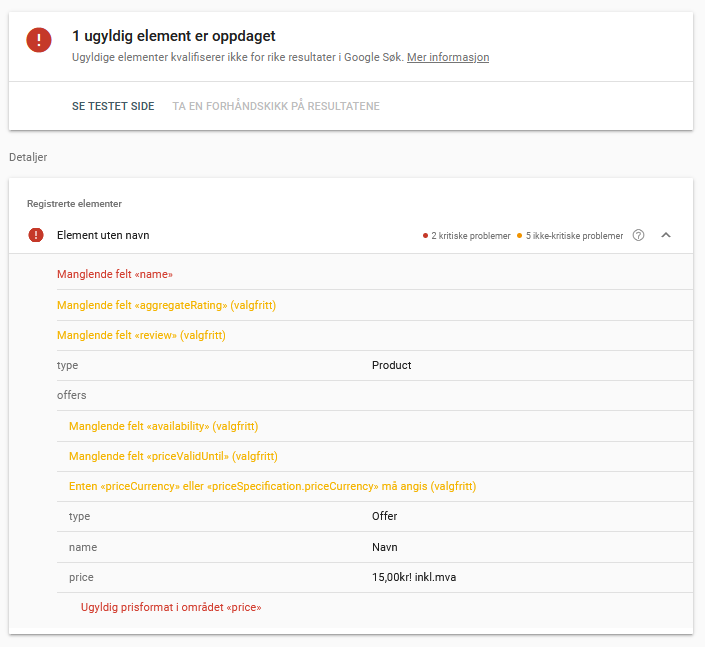 1 ugyldig element er oppdaget
Ugyldige elementer kvalifiserer ikke for rike resultater i Google Søk. Mer informasjon
SE TESTET SIDE TA EN FORHÅNDSKIKK PÅ RESULTATENE
Detaljer
Registrerte elementer
Element uten navn 2 kritiske problemer 5 ikke-kritiske problemer
Manglende felt «name»
Manglende felt «aggregateRating» (valgfritt)
Manglende felt «review» (valgfritt)
type Product
offers
Manglende felt «availability» (valgfritt)
Manglende felt «priceValidUntil» (valgfritt)
Enten «priceCurrency» eller «priceSpecification.priceCurrency» må angis (valgfritt)
type Offer
name Navn
price 15,00kr! inkl.mva
Ugyldig prisformat i området «price»